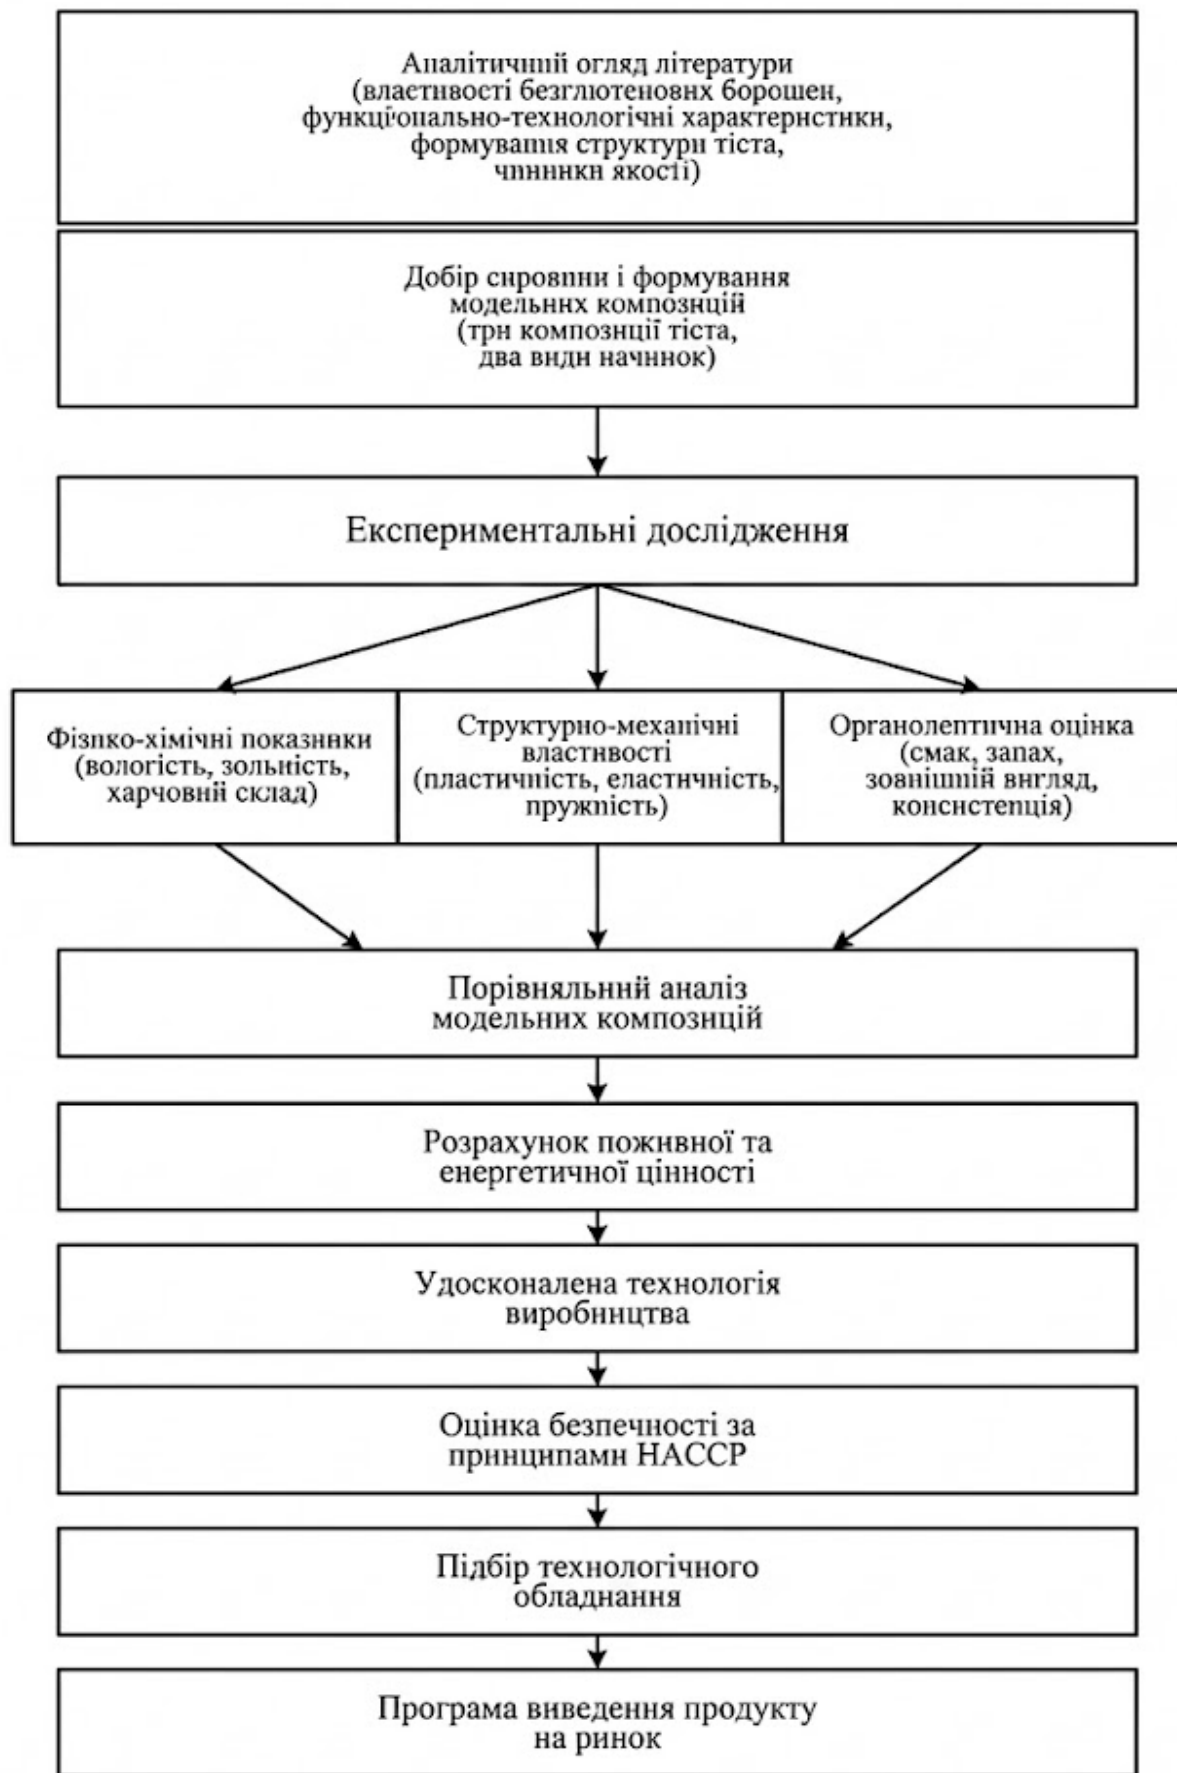 Аналітичний огляд літератури
(властивості безглютенових борошен,
функціонально-технологічні характеристики,
формування структури тіста,
чинники якості)
Добір сировини і формування
модельних композицій
(три композиції тіста,
два види начинок)
Експериментальні дослідження
Фізико-хімічні показники
(вологість, зольність,
харчовий склад)
Структурно-механічні
властивості
(пластичність, еластичність,
пружність)
Органолептична оцінка
(смак, запах,
зовнішній вигляд,
консистенція)
Порівняльний аналіз
модельних композицій
Розрахунок поживної та
енергетичної цінності
Удосконалена технологія
виробництва
Оцінка безпечності за
принципами НАССР
Підбір технологічного
обладнання
Програма виведення продукту
на ринок